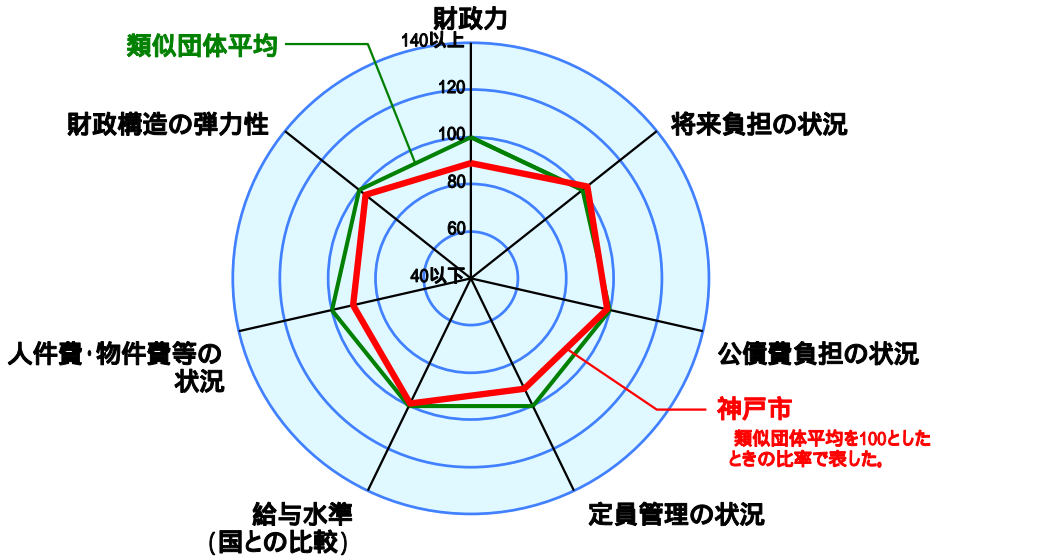 財政力
140以上
類似団体平均
120
財政構造の弾力性
将来負担の状況
100
80
60
40以下
人件費・物件費等の
状況
公債費負担の状況
神戸市
類似団体平均を100とした
ときの比率で表した。
給与水準
(国との比較)
定員管理の状況